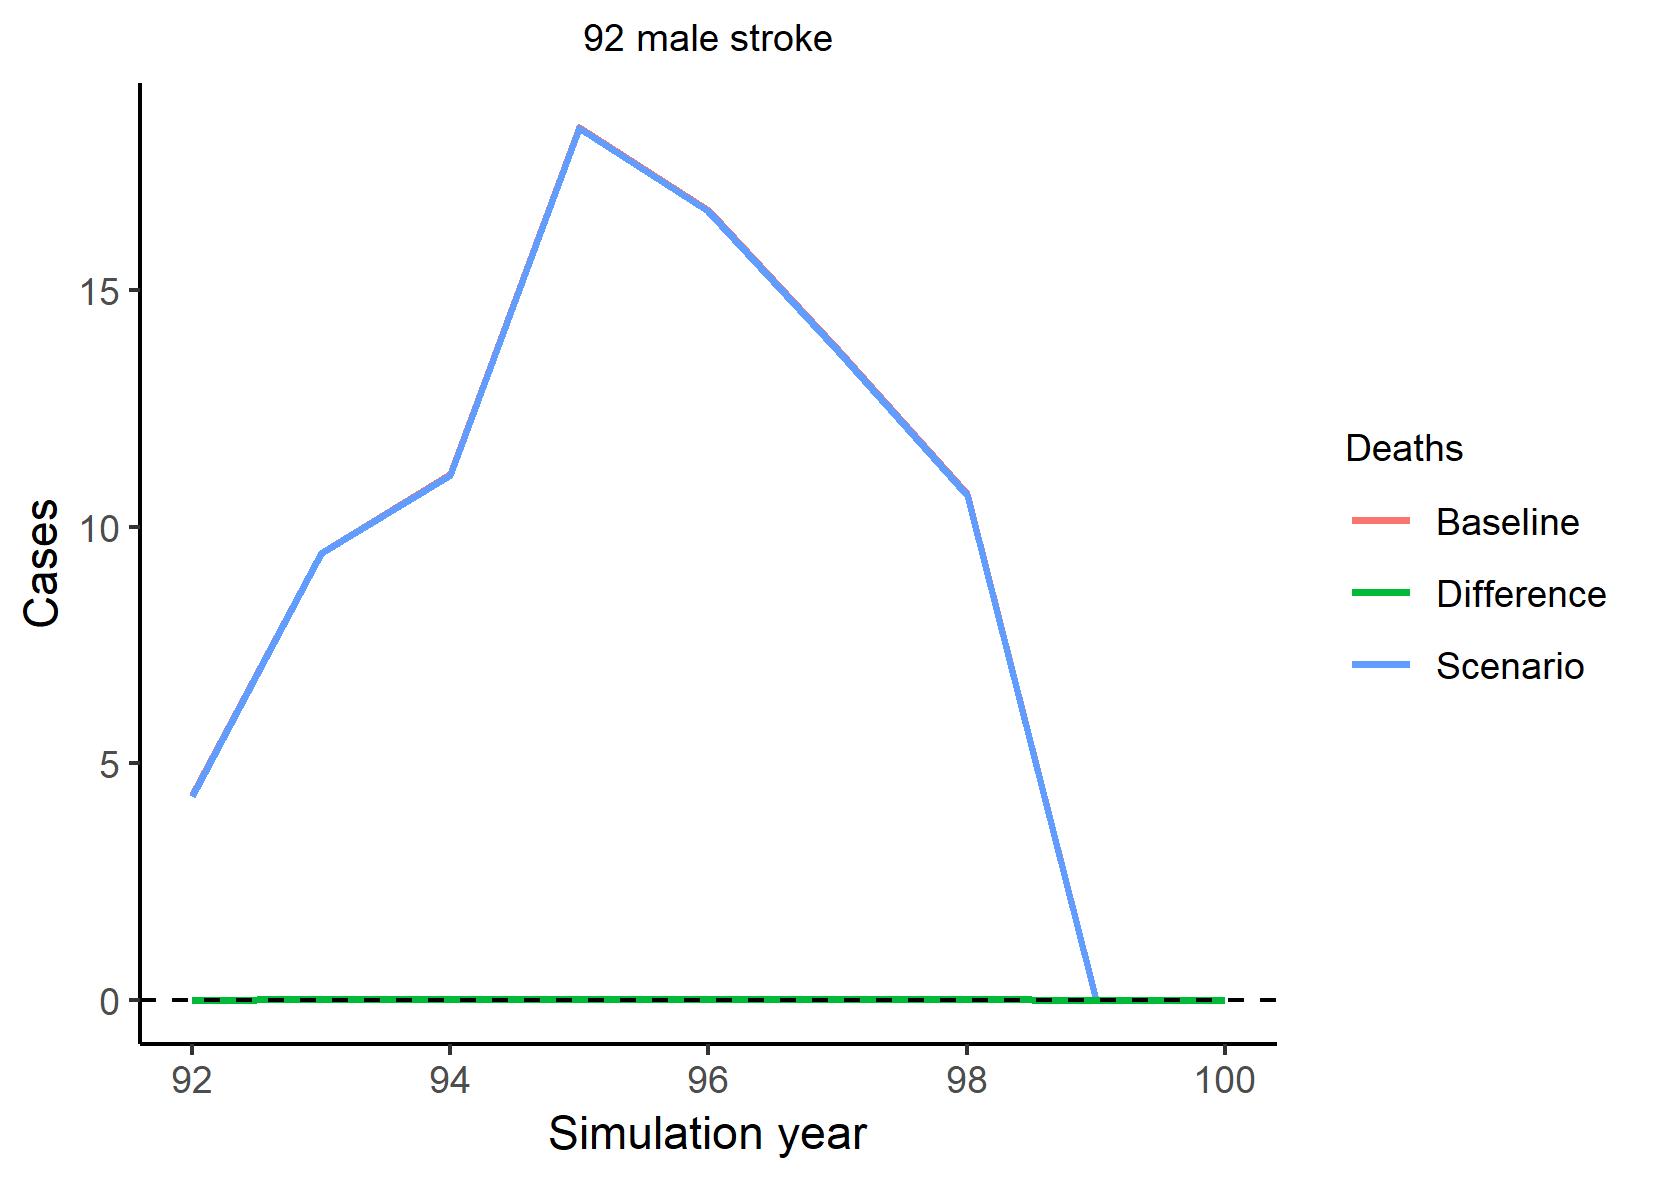 92 male stroke
Cases
15
10
5
0
92 94 96 98 100
Simulation year
Deaths
Baseline
Difference
Scenario